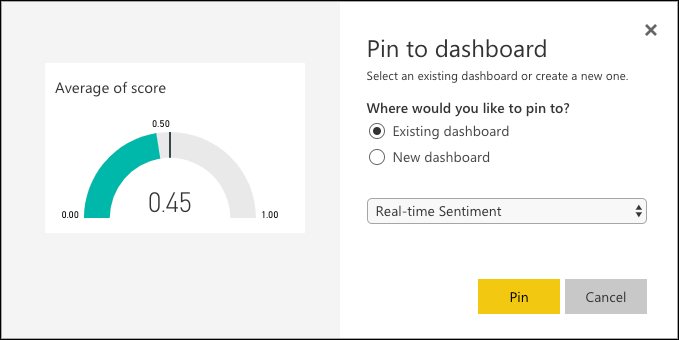 Average of score
0.50
0.00
0.45
1.00
Pin to dashboard
Select an existing dashboard or create a new one.
Where would you like to pin to?
Existing dashboard
New dashboard
Real-time Sentiment
Pin
Cancel